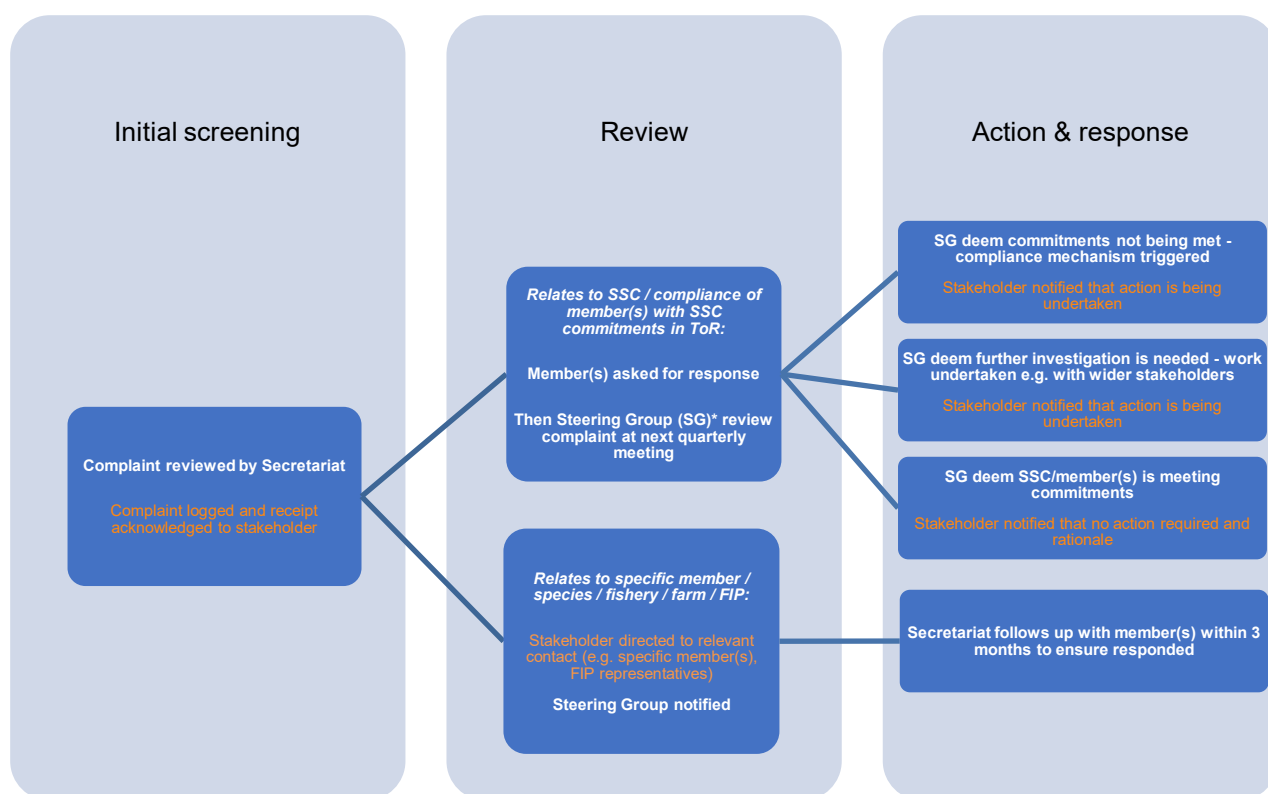 Initial screening
Complaint reviewed by Secretariat
Complaint logged and receipt
acknowledged to stakeholder
Review
Relates to SSC / compliance of
member(s) with SSC
commitments in ToR:
Member(s) asked for response
Then Steering Group (SG)* review
complaint at next quarterly
meeting
Relates to specific member /
species / fishery / farm / FIP:
Stakeholder directed to relevant
contact (e.g. specific member(s),
FIP representatives)
Steering Group notified
Action & response
SG deem commitments not being met -
compliance mechanism triggered
Stakeholder notified that action is being
undertaken
SG deem further investigation is needed - work
undertaken e.g. with wider stakeholders
Stakeholder notified that action is being
undertaken
SG deem SSC/member(s) is meeting
commitments
Stakeholder notified that no action required and
rationale
Secretariat follows up with member(s) within 3
months to ensure responded